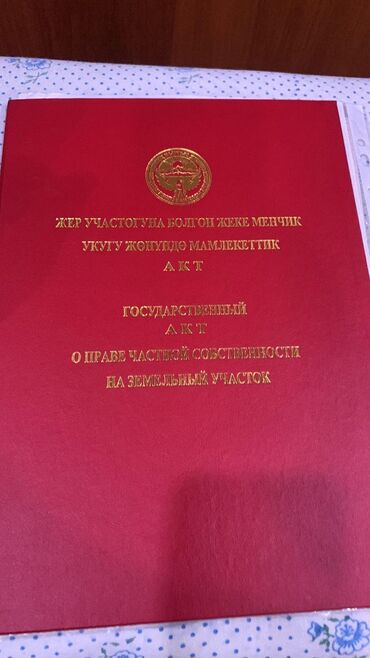 ЖЕР УЧАСТОГУНА БОЛГОН ЖЕКЕ МЕНЧИК
УКУГУ ЖӨНҮНДӨ МАМЛЕКЕТТИК
АКТ
ГОСУДАРСТВЕННЫЙ
АКТ
О ПРАВЕ ЧАСТНОЙ СОБСТВЕННОСТИ
НА ЗЕМЕЛЬНЫЙ УЧАСТОК